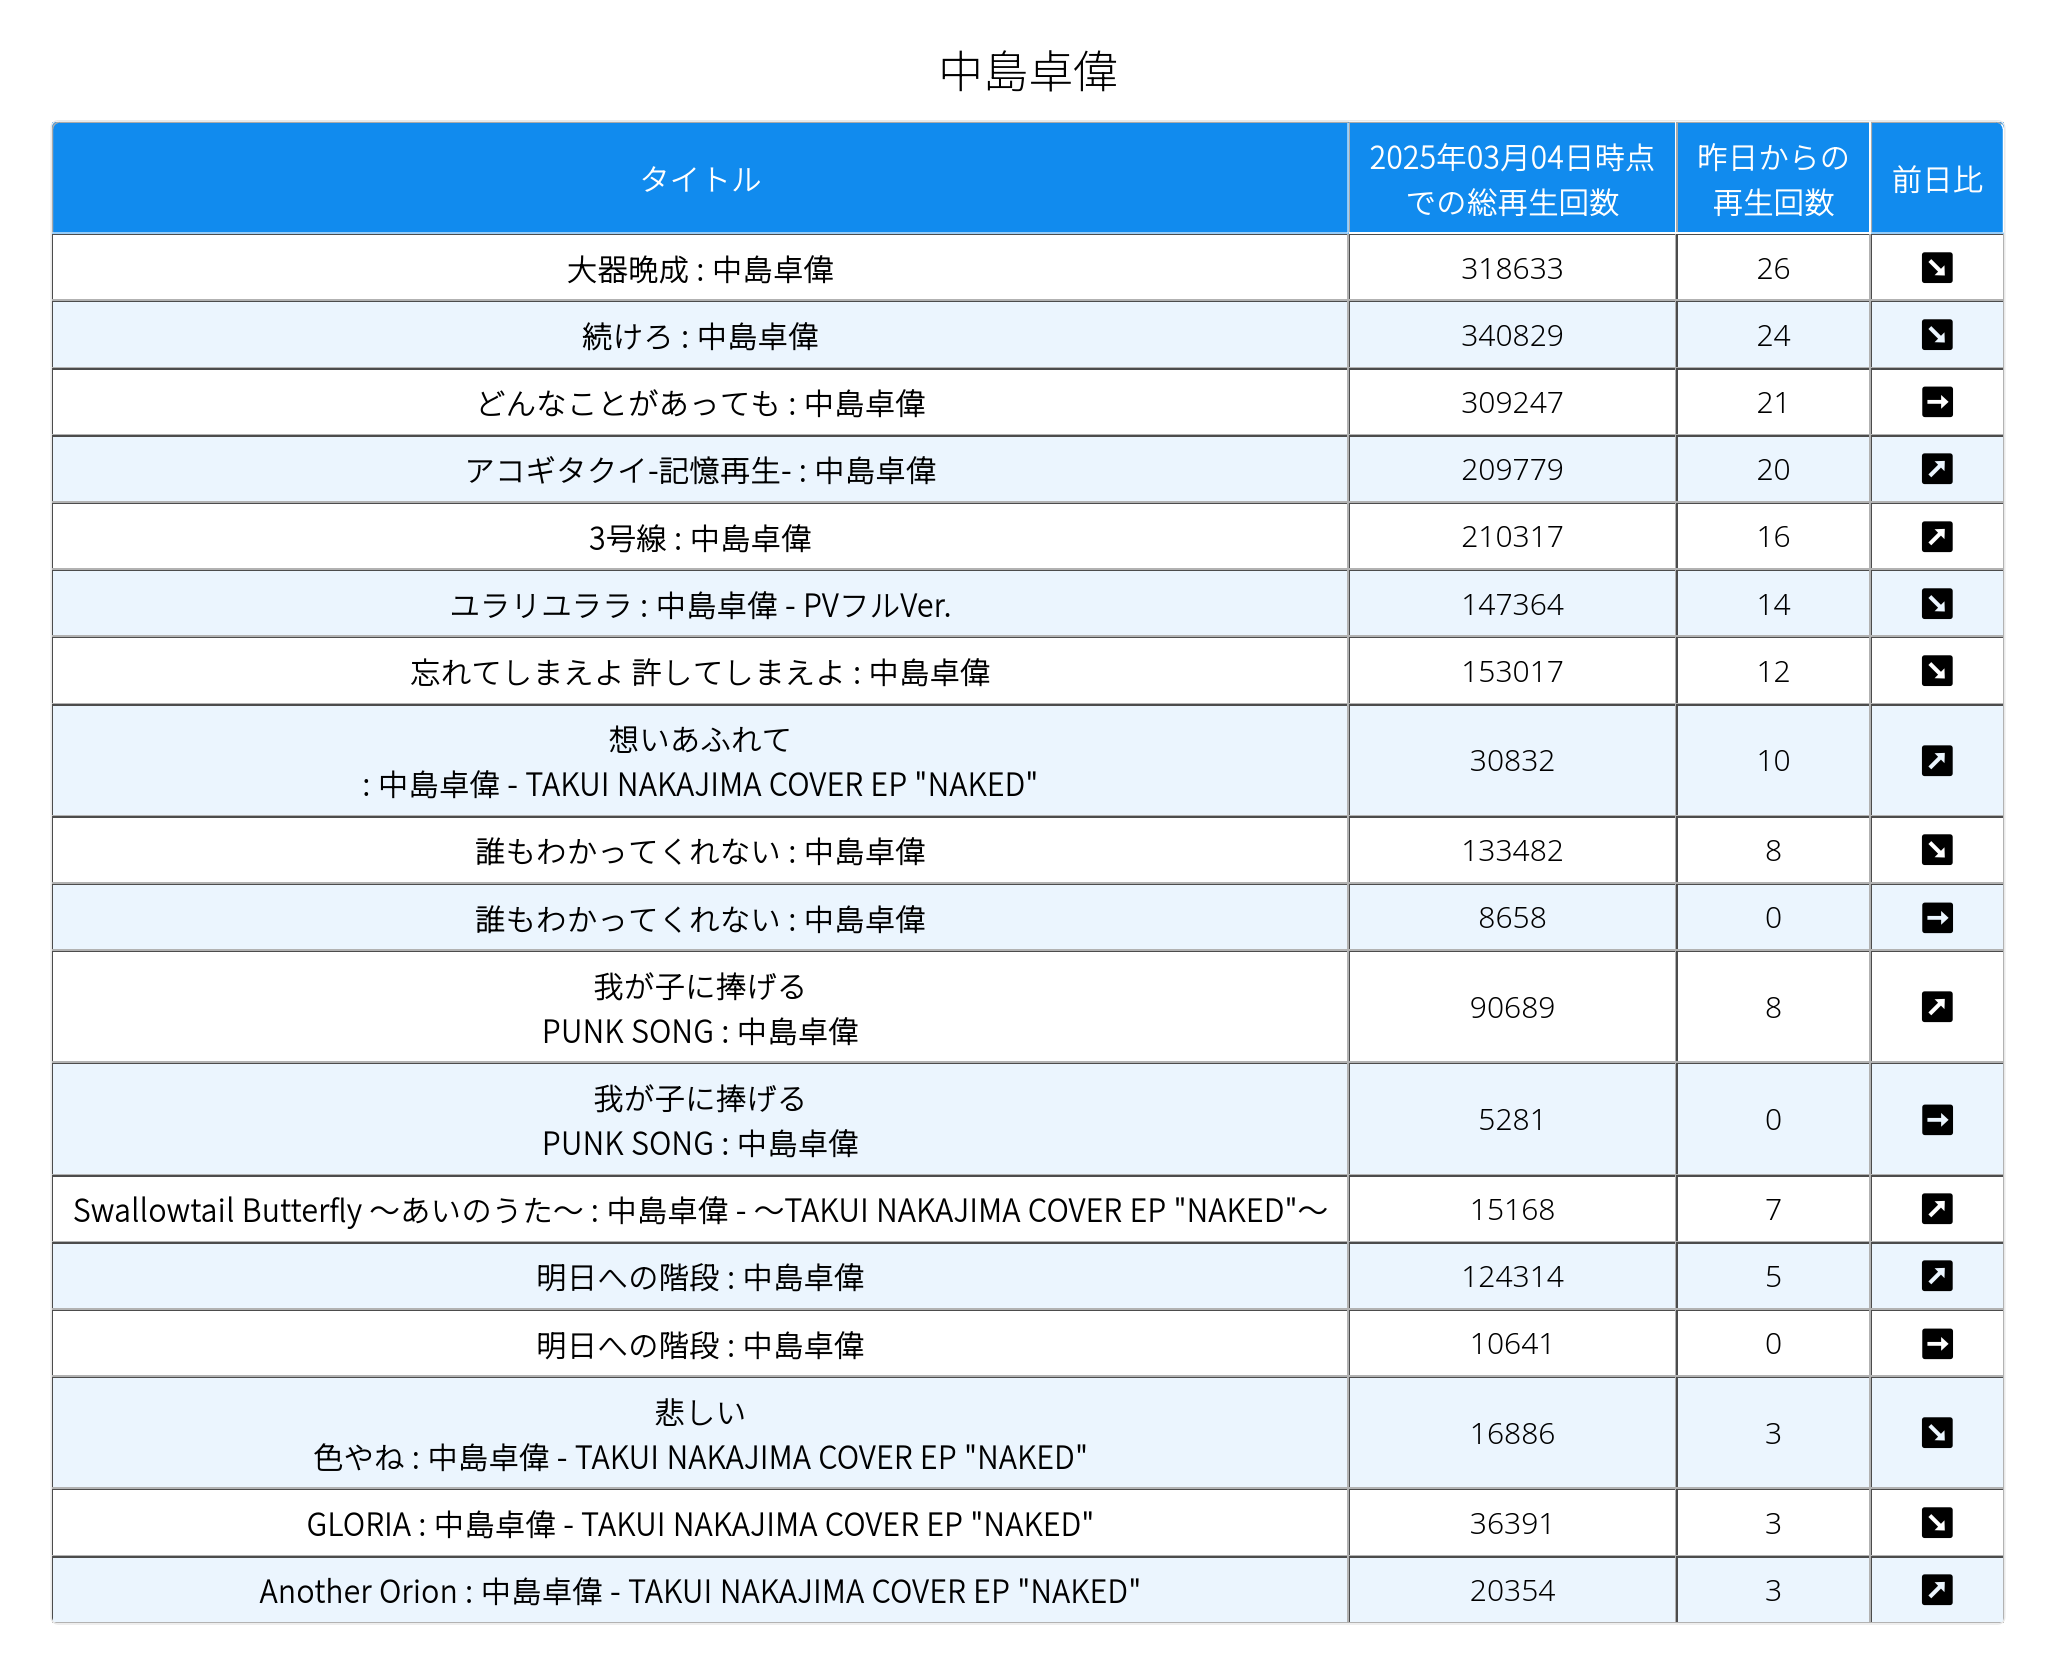 中島卓偉
タイトル 2025年03月04日時点での総再生回数 昨日からの再生回数 前日比
大器晩成 : 中島卓偉 318633 26 ↘
続けろ : 中島卓偉 340829 24 ↘
どんなことがあっても : 中島卓偉 309247 21 →
アコギタクイ-記憶再生- : 中島卓偉 209779 20 ↗
3号線 : 中島卓偉 210317 16 ↗
ユラリユララ : 中島卓偉 - PVフルVer. 147364 14 ↘
忘れてしまえよ 許してしまえよ : 中島卓偉 153017 12 ↘
想いあふれて
: 中島卓偉 - TAKUI NAKAJIMA COVER EP "NAKED" 30832 10 ↗
誰もわかってくれない : 中島卓偉 133482 8 ↘
誰もわかってくれない : 中島卓偉 8658 0 →
我が子に捧げる
PUNK SONG : 中島卓偉 90689 8 ↗
我が子に捧げる
PUNK SONG : 中島卓偉 5281 0 →
Swallowtail Butterfly 〜あいのうた〜 : 中島卓偉 - 〜TAKUI NAKAJIMA COVER EP "NAKED"〜 15168 7 ↗
明日への階段 : 中島卓偉 124314 5 ↗
明日への階段 : 中島卓偉 10641 0 →
悲しい
色やね : 中島卓偉 - TAKUI NAKAJIMA COVER EP "NAKED" 16886 3 ↘
GLORIA : 中島卓偉 - TAKUI NAKAJIMA COVER EP "NAKED" 36391 3 ↘
Another Orion : 中島卓偉 - TAKUI NAKAJIMA COVER EP "NAKED" 20354 3 ↗